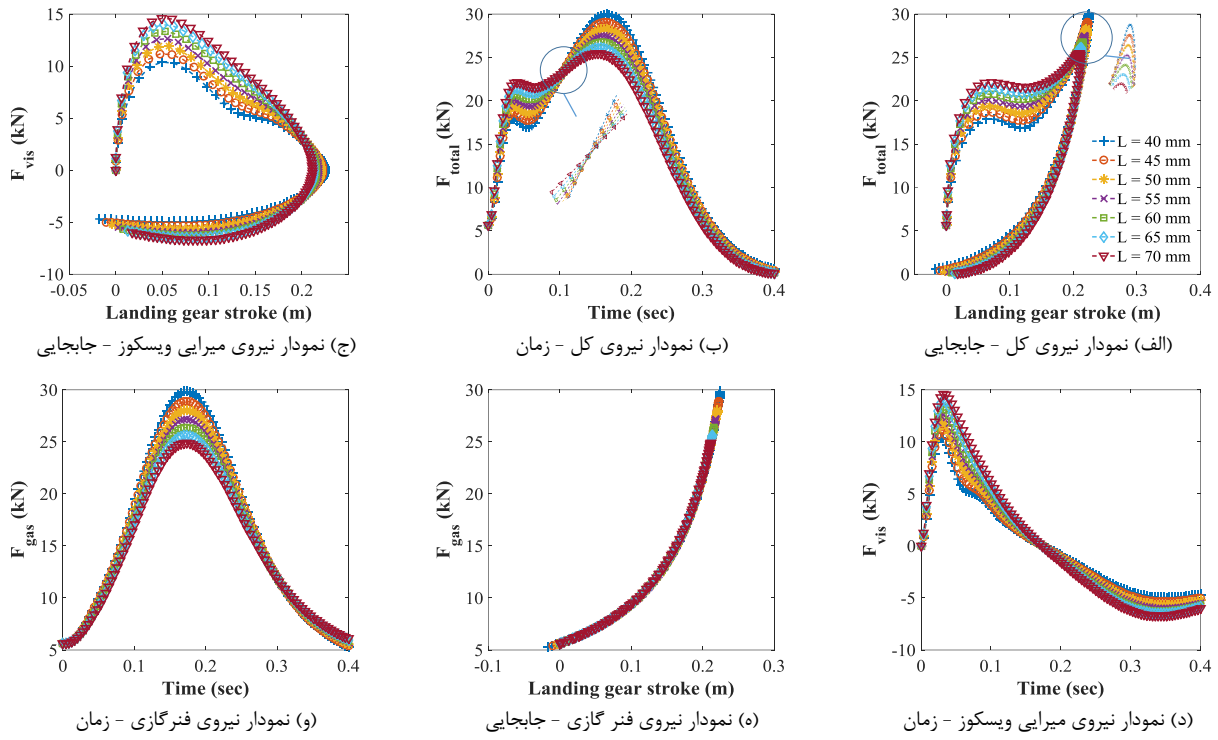 15
10
5
0
-5
-10
F_vis (kN)
-0.05
0
0.05
0.1
0.15
0.2
0.25
Landing gear stroke (m)
(ج) نمودار نیروی میرایی ویسکوز - جابجایی
30
25
20
15
10
5
0
F_total (kN)
0
0.1
0.2
0.3
0.4
Time (sec)
(ب) نمودار نیروی کل - زمان
30
25
20
15
10
5
0
F_total (kN)
L = 40 mm
L = 45 mm
L = 50 mm
L = 55 mm
L = 60 mm
L = 65 mm
L = 70 mm
0
0.1
0.2
0.3
Landing gear stroke (m)
(الف) نمودار نیروی کل - جابجایی
30
25
20
15
10
5
F_gas (kN)
0
0.1
0.2
0.3
0.4
Time (sec)
(و) نمودار نیروی فنرگازی - زمان
30
25
20
15
10
5
F_gas (kN)
-0.1
0
0.1
0.2
0.3
Landing gear stroke (m)
(ه) نمودار نیروی فنر گازی - جابجایی
15
10
5
0
-5
-10
F_vis (kN)
0
0.1
0.2
0.3
0.4
Time (sec)
(د) نمودار نیروی میرایی ویسکوز - زمان